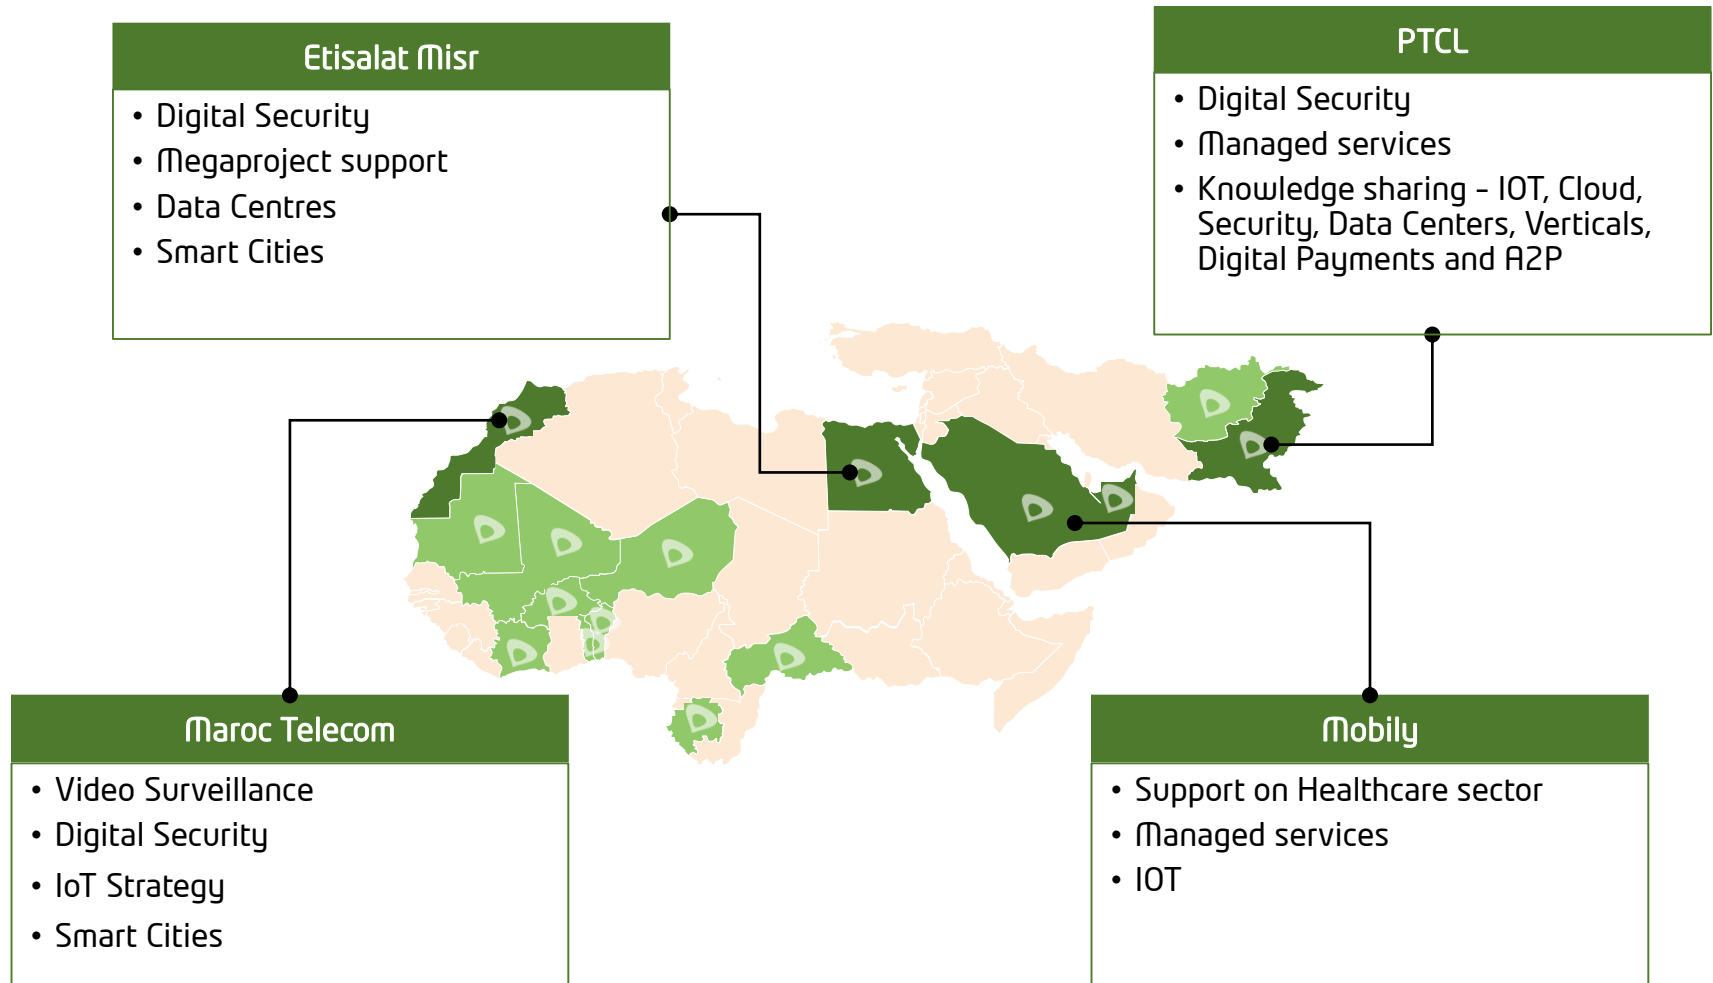 Etisalat Misr
• Digital Security
• Megaproject support
• Data Centres
• Smart Cities
PTCL
• Digital Security
• Managed services
• Knowledge sharing – IOT, Cloud,
Security, Data Centers, Verticals,
Digital Payments and A2P
Maroc Telecom
• Video Surveillance
• Digital Security
• IoT Strategy
• Smart Cities
Mobily
• Support on Healthcare sector
• Managed services
• IOT